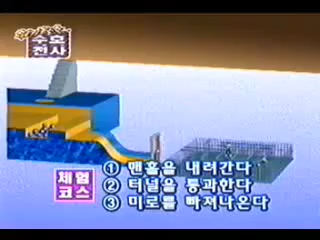 수호
천사
체험
코스
① 맨홀을 내려간다
② 터널을 통과한다
③ 미로를 빠져나온다